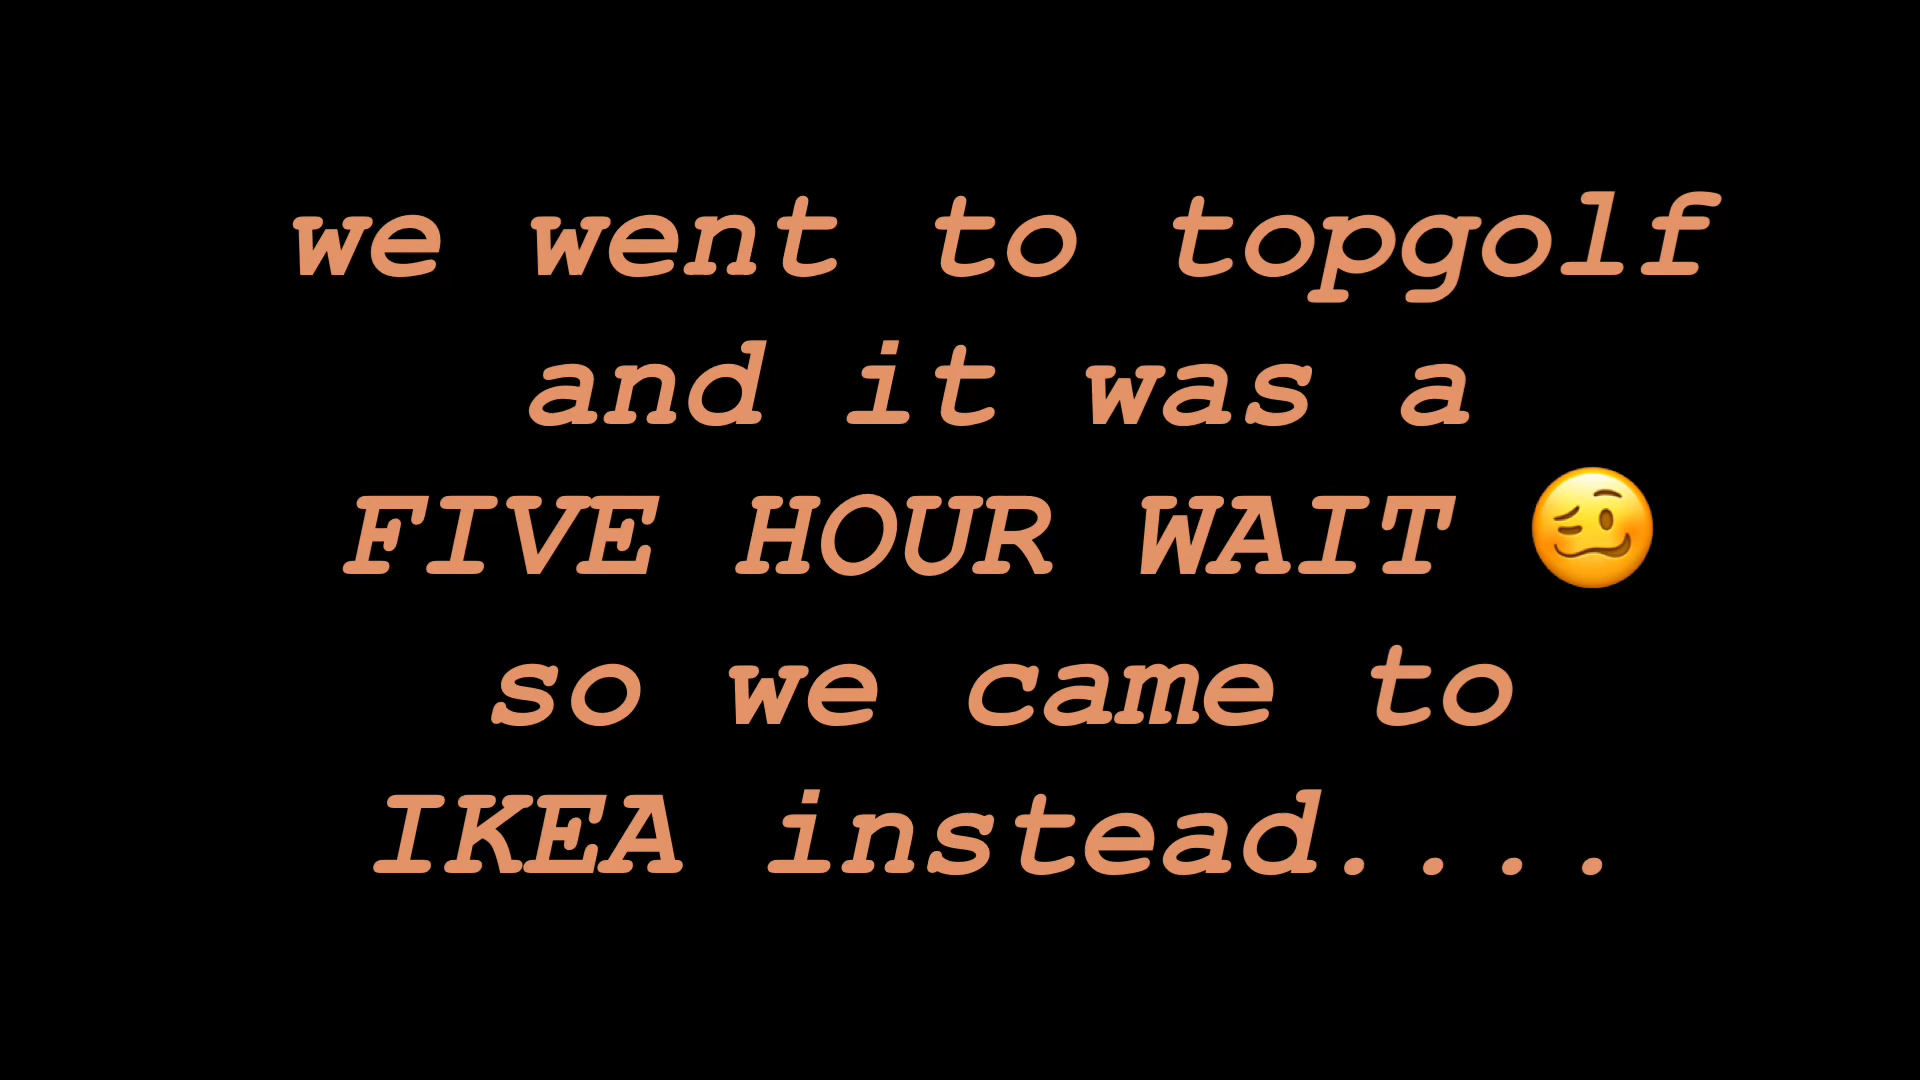 we went to topgolf
and it was a
FIVE HOUR WAIT 🥴
so we came to
IKEA instead....